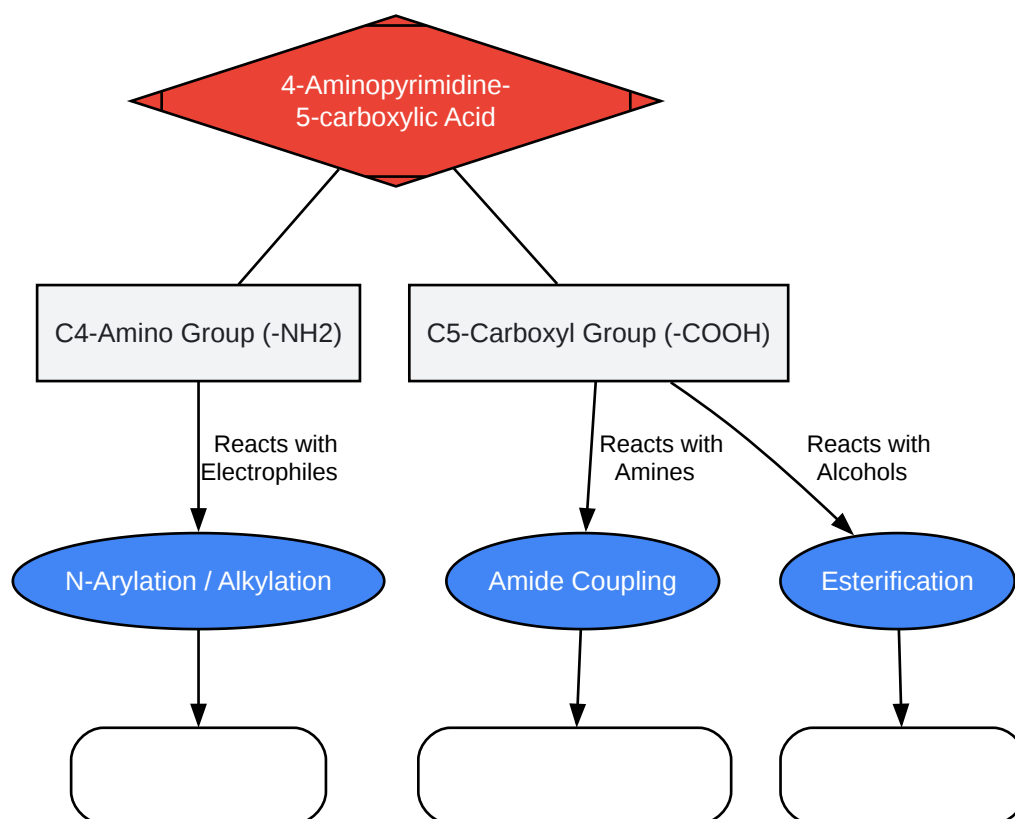 4-Aminopyrimidine-
5-carboxylic Acid
C4-Amino Group (-NH2)
C5-Carboxyl Group (-COOH)
Reacts with
Electrophiles
Reacts with
Amines
Reacts with
Alcohols
N-Arylation / Alkylation
Amide Coupling
Esterification